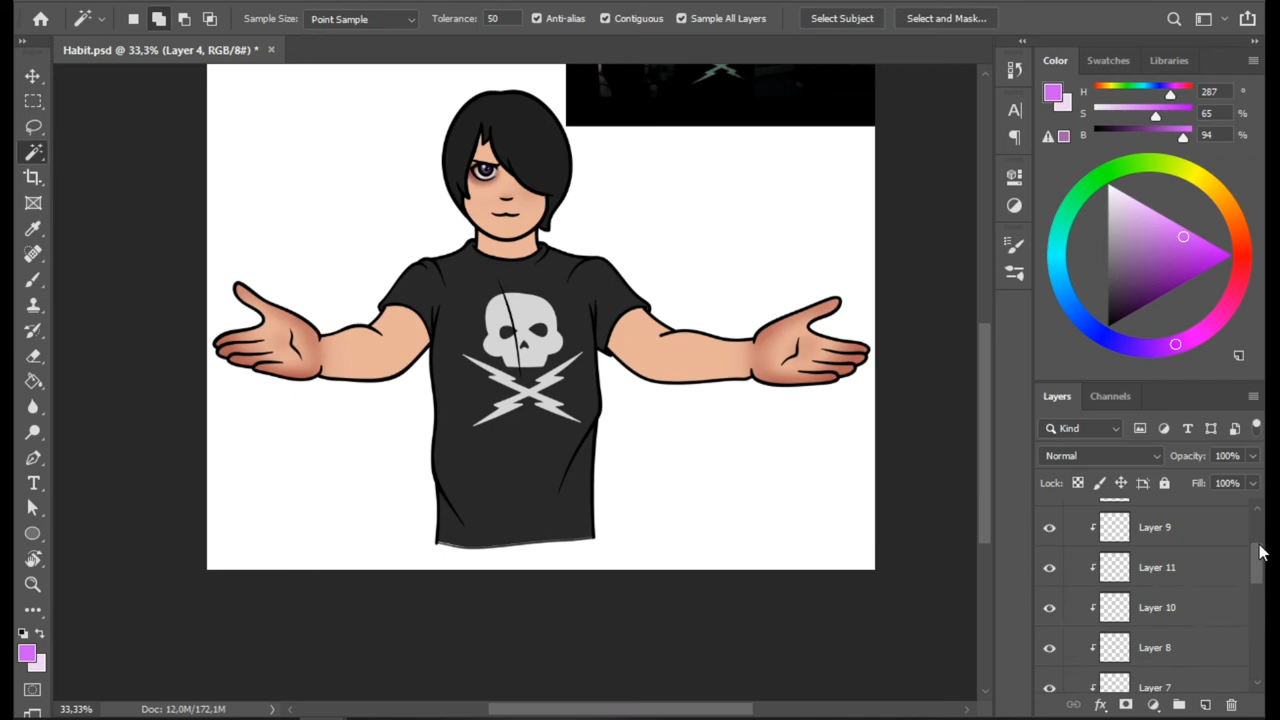 Sample Size: Point Sample Tolerance: 50 Anti-alias Contiguous Sample All Layers Select Subject Select and Mask...
Habit.psd @ 33,3% (Layer 4, RGB/8#) *
Color Swatches Libraries
H 287 °
S 65 %
B 94 %
Layers Channels
Kind
Normal Opacity: 100%
Lock: Fill: 100%
Layer 9
Layer 11
Layer 10
Layer 8
Layer 7
33,33% Doc: 12,0M/172,1M